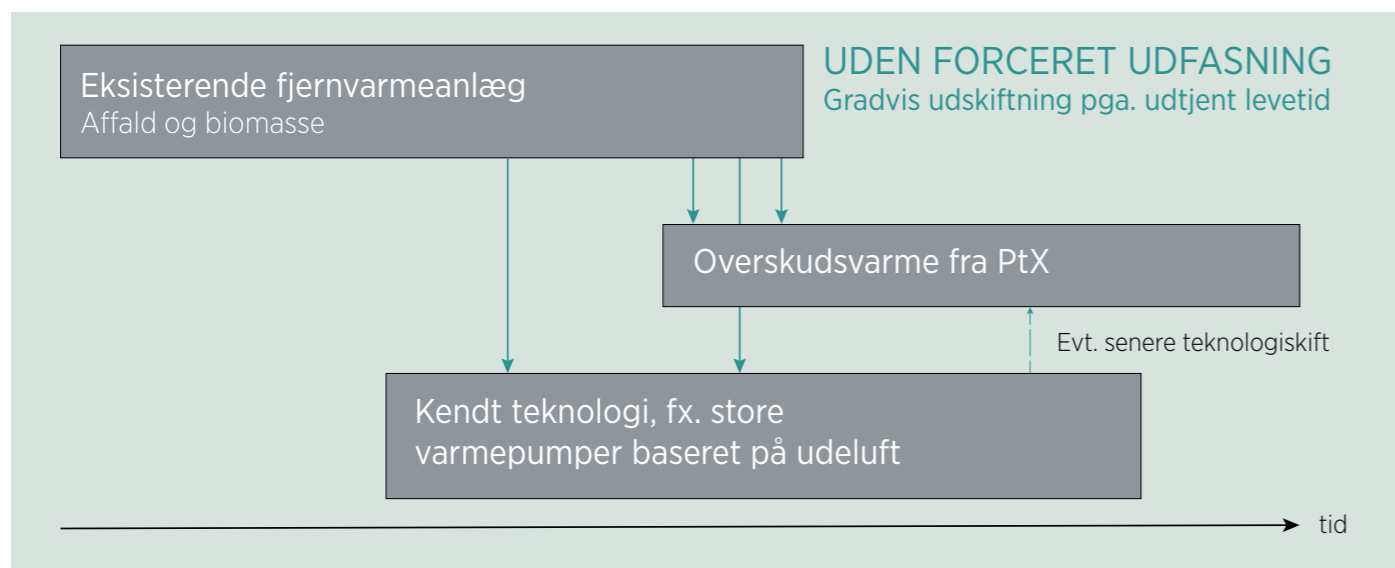 Eksisterende fjernvarmeanlæg
Affald og biomasse
UDEN FORCERET UDFASNING
Gradvis udskiftning pga. udtjent levetid
Overskudsvarme fra PtX
Evt. senere teknologiskift
Kendt teknologi, fx. store
varmepumper baseret på udeluft
tid